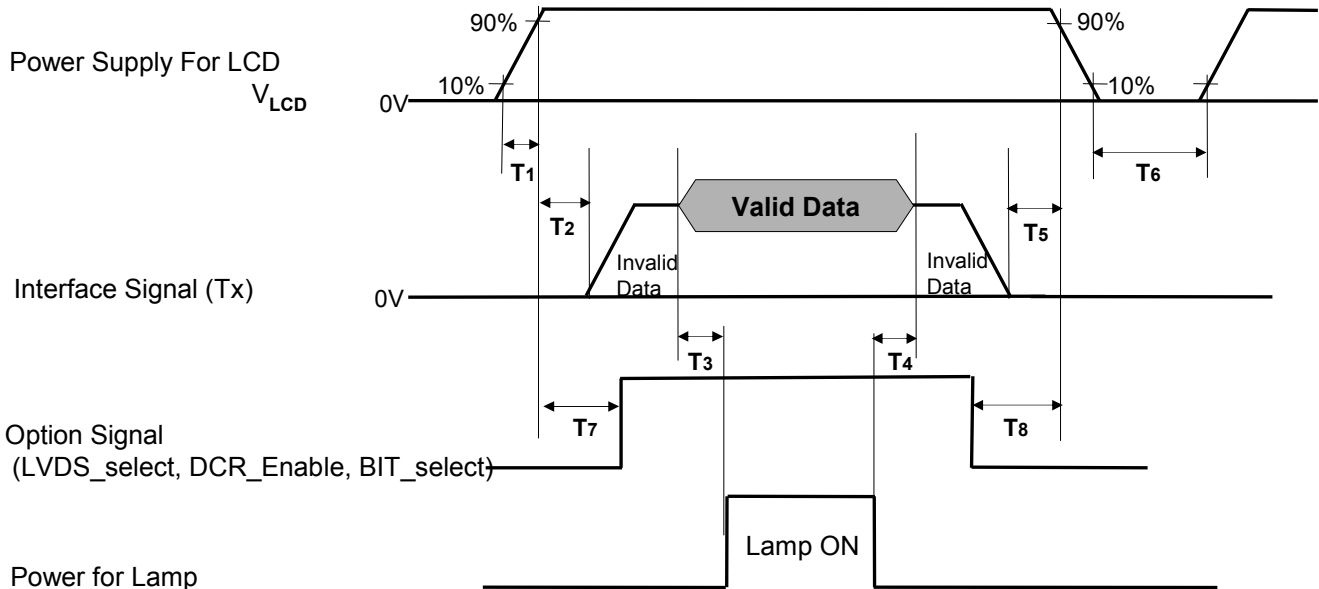 90%
90%
Power Supply For LCD
10%
10%
VLCD
0V
T1
T6
Valid Data
T2
T5
Invalid
Data
Invalid
Data
Interface Signal (Tx)
0V
T3
T4
T7
T8
Option Signal
(LVDS_select, DCR_Enable, BIT_select)
Lamp ON
Power for Lamp